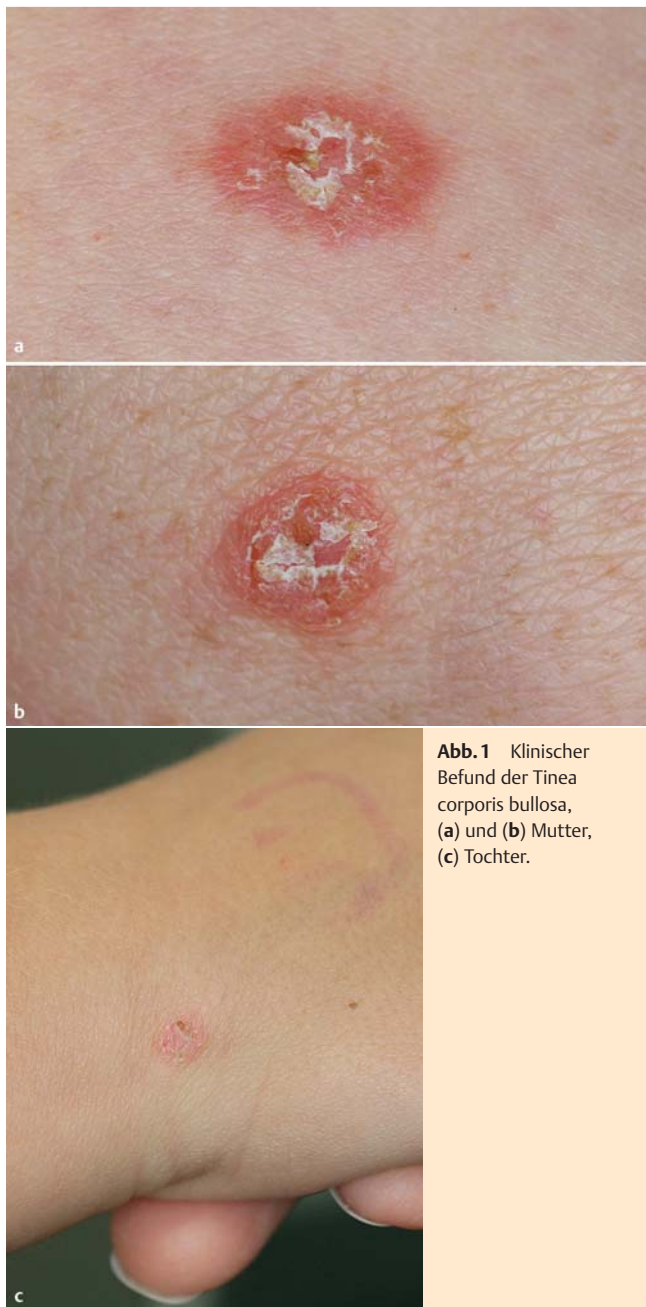 a
b
c
Abb. 1 Klinischer
Befund der Tinea
corporis bullosa,
(a) und (b) Mutter,
(c) Tochter.